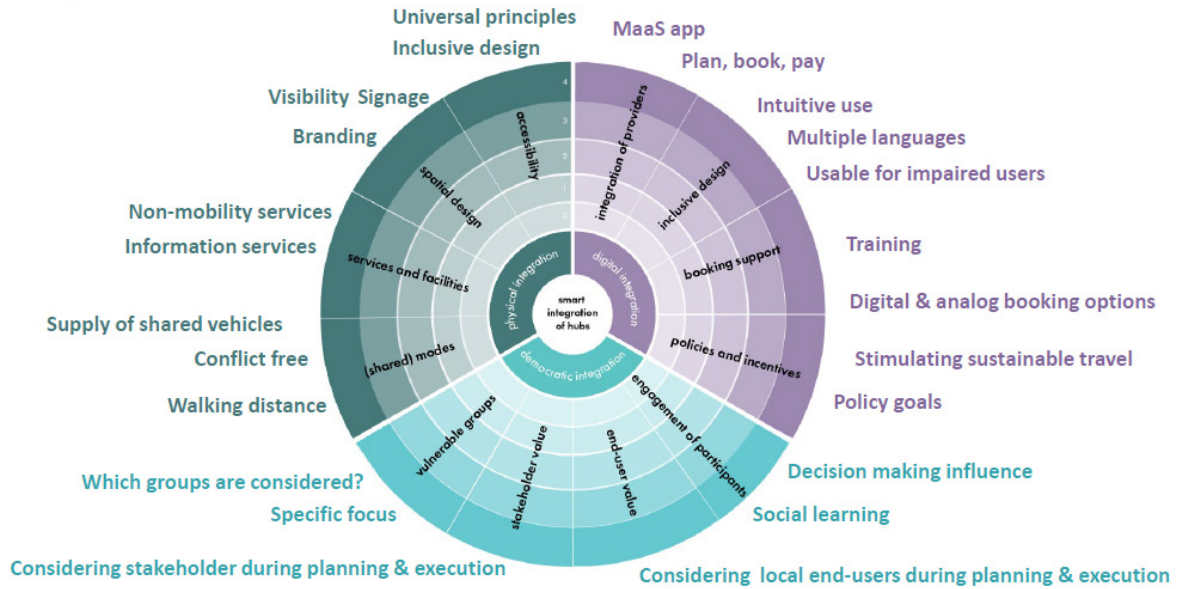 Universal principles
Inclusive design
MaaS app
Plan, book, pay
Visibility Signage
Branding
Intuitive use
Multiple languages
Usable for impaired users
Non-mobility services
Information services
Training
Digital & analog booking options
Supply of shared vehicles
Conflict free
Walking distance
Stimulating sustainable travel
Policy goals
Which groups are considered?
Specific focus
Decision making influence
Social learning
Considering stakeholder during planning & execution
Considering local end-users during planning & execution
4
3
2
1
0
accessibility
spatial design
services and facilities
(shared) modes
integration of providers
inclusive design
booking support
policies and incentives
engagement of participants
end-user value
stakeholder value
vulnerable groups
physical integration
digital integration
democratic integration
smart
integration
of hubs